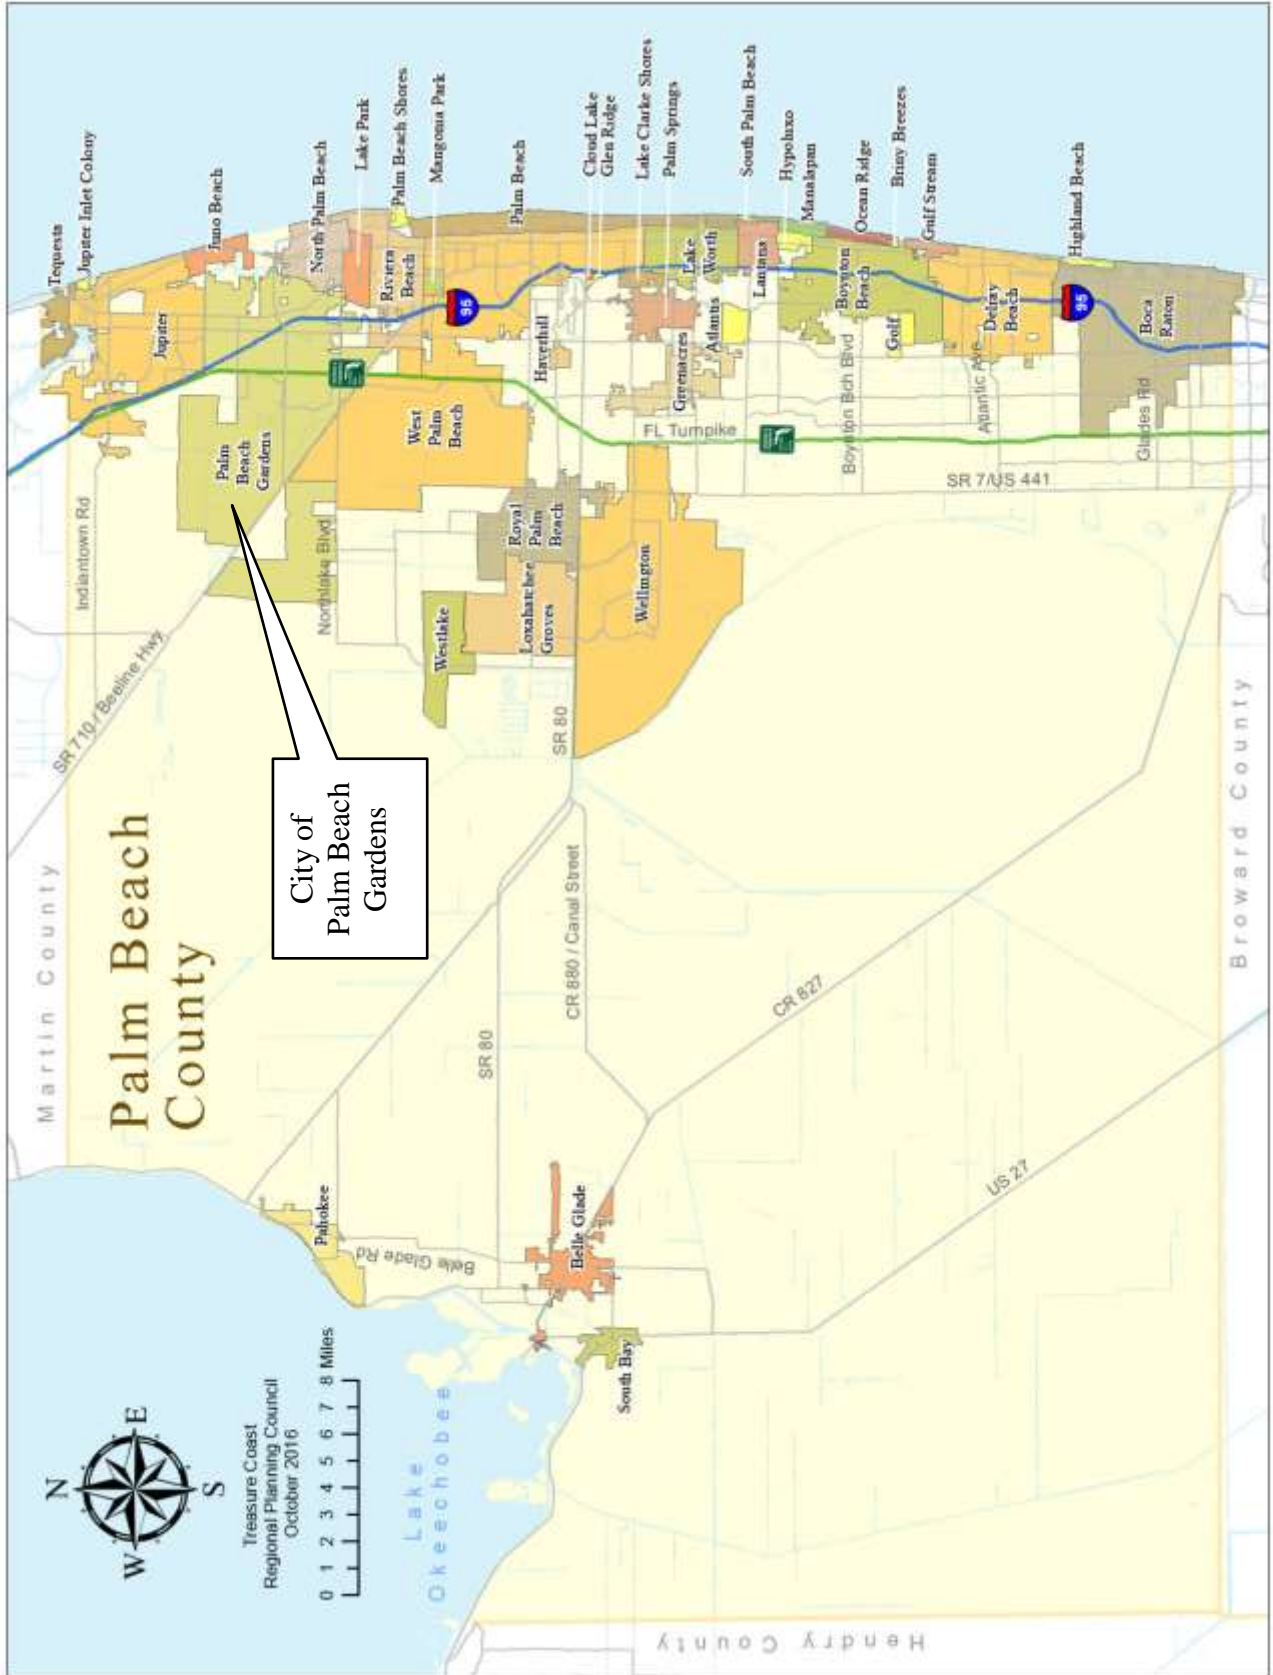 Martin County
Palm Beach
County
City of
Palm Beach
Gardens
N
W
E
S
Treasure Coast
Regional Planning Council
October 2016
0 1 2 3 4 5 6 7 8 Miles
Lake
Okeechobee
Hendry County
Broward County
Pahokee
Belle Glade Rd
Belle Glade
South Bay
SR 80
CR 880 / Canal Street
CR 827
US 27
SR 710 / Beeline Hwy
Indiantown Rd
Northlake Blvd
SR 80
FL Turnpike
SR 7/US 441
Boynton Bch Blvd
Atlantic Ave
Glades Rd
95
95
Tequesta
Jupiter Inlet Colony
Jupiter
Juno Beach
Palm
Beach
Gardens
North Palm Beach
Lake Park
Palm Beach Shores
Riviera
Beach
Mangonia Park
West
Palm
Beach
Palm Beach
Westlake
Loxahatchee
Groves
Royal
Palm
Beach
Haverhill
Cloud Lake
Glen Ridge
Wellington
Lake Clarke Shores
Palm Springs
Greenacres
Lake
Worth
Atlantis
South Palm Beach
Lantana
Hypoluxo
Manalapan
Boynton
Beach
Ocean Ridge
Golf
Briny Breezes
Gulf Stream
Delray
Beach
Highland Beach
Boca
Raton